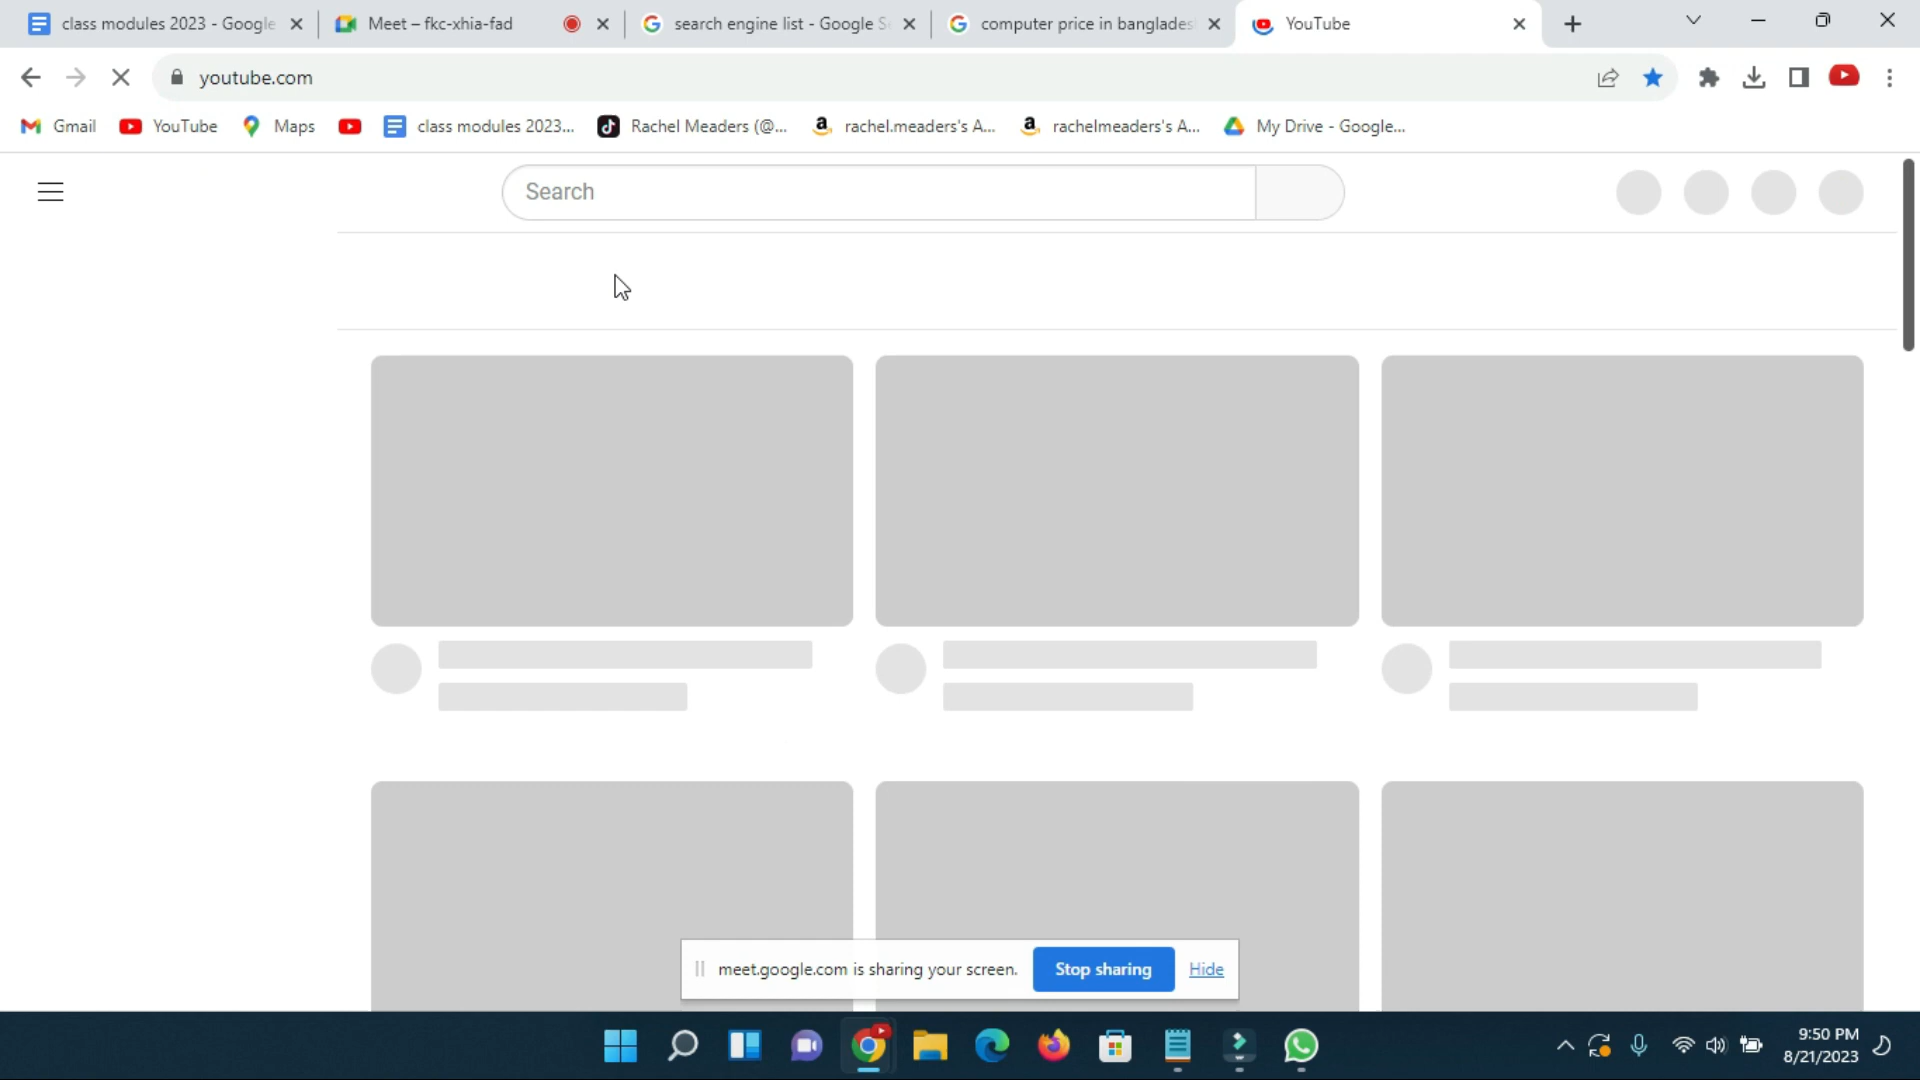 class modules 2023 - Google
Meet – fkc-xhia-fad
search engine list - Google Se
computer price in banglades
YouTube
youtube.com
Gmail
YouTube
Maps
class modules 2023...
Rachel Meaders (@...
rachel.meaders's A...
rachelmeaders's A...
My Drive - Google...
Search
meet.google.com is sharing your screen.
Stop sharing
Hide
9:50 PM
8/21/2023